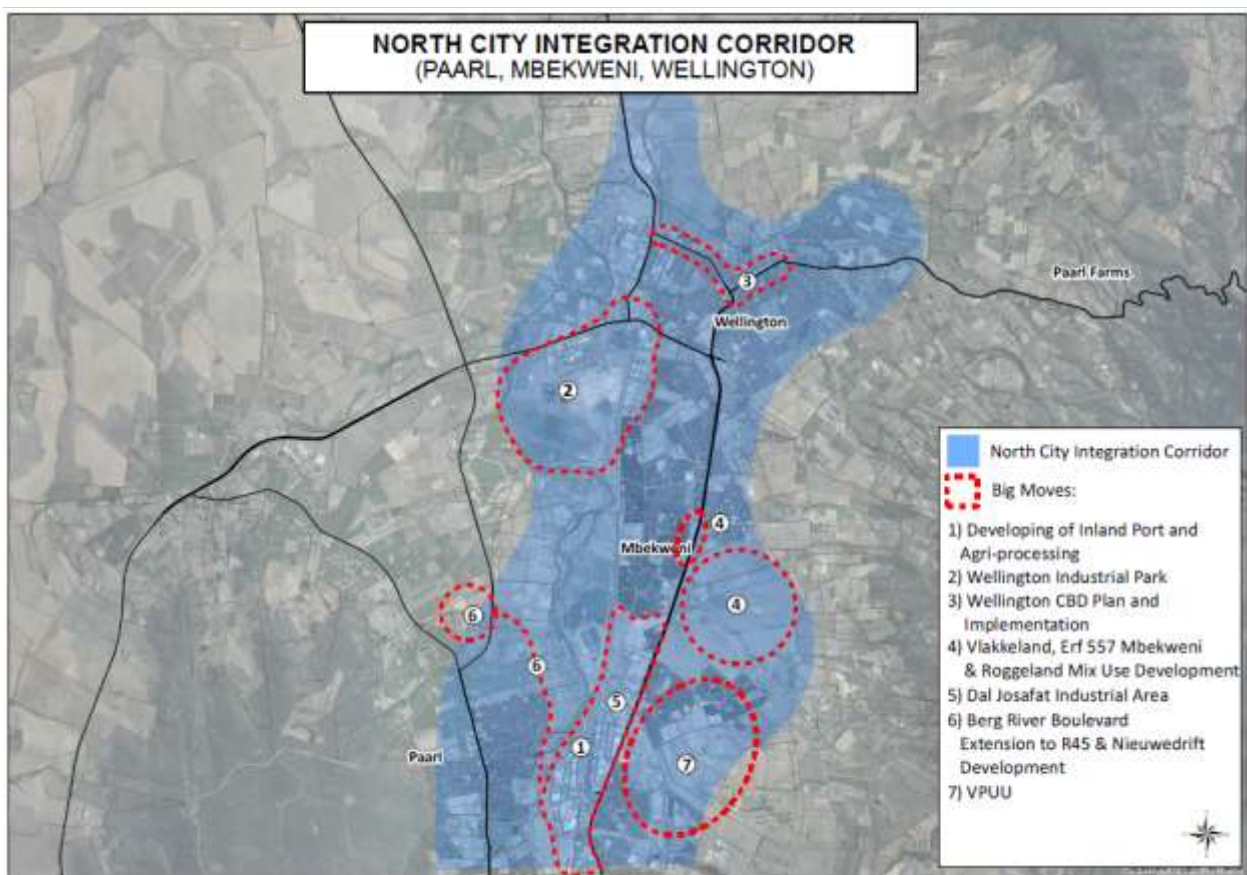 NORTH CITY INTEGRATION CORRIDOR
(PAARL, MBEKWENI, WELLINGTON)
Paarl Farms
3
Wellington
2
North City Integration Corridor
Big Moves:
1) Developing of Inland Port and
Agri-processing
2) Wellington Industrial Park
3) Wellington CBD Plan and
Implementation
4) Vlakkeland, Erf 557 Mbekweni
& Roggeland Mix Use Development
5) Dal Josafat Industrial Area
6) Berg River Boulevard
Extension to R45 & Nieuwedrift
Development
7) VPUU
4
Mbekweni
4
6
6
5
1
Paarl
7